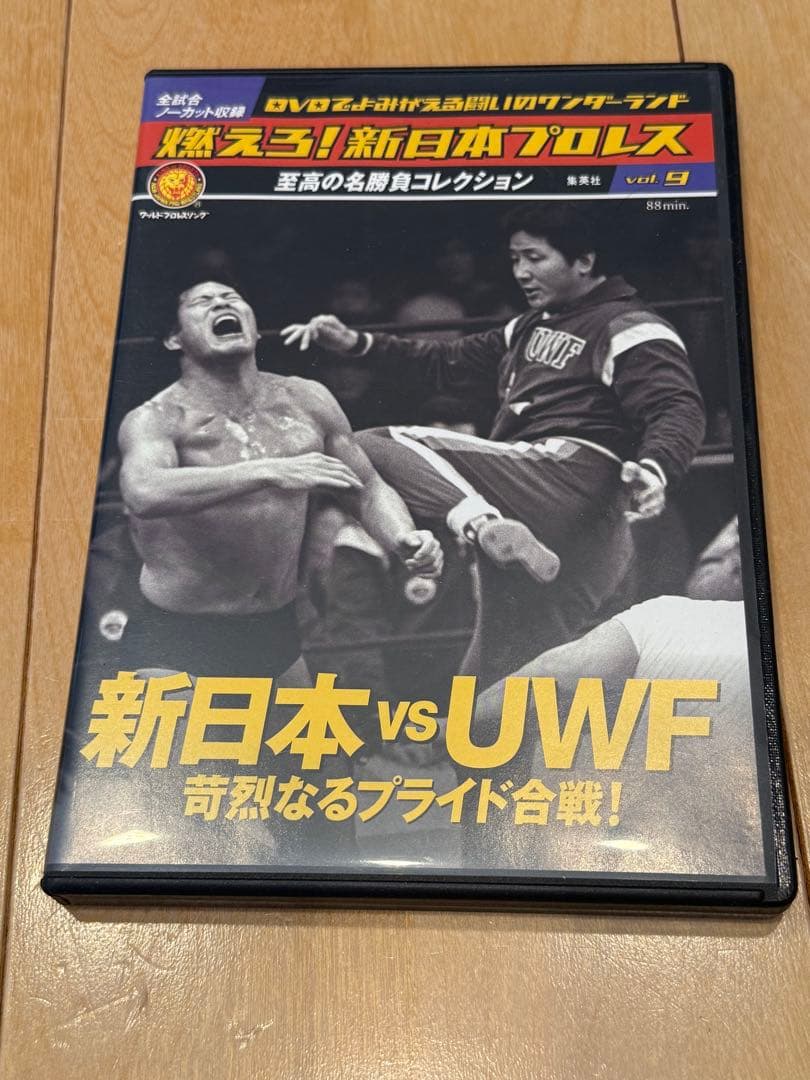 全試合
ノーカット収録
DVDでよみがえる闘いのワンダーランド
燃えろ!新日本プロレス
至高の名勝負コレクション
集英社
vol. 9
ワールドプロレスリング
88min.
UWF
新日本 vs UWF
苛烈なるプライド合戦!